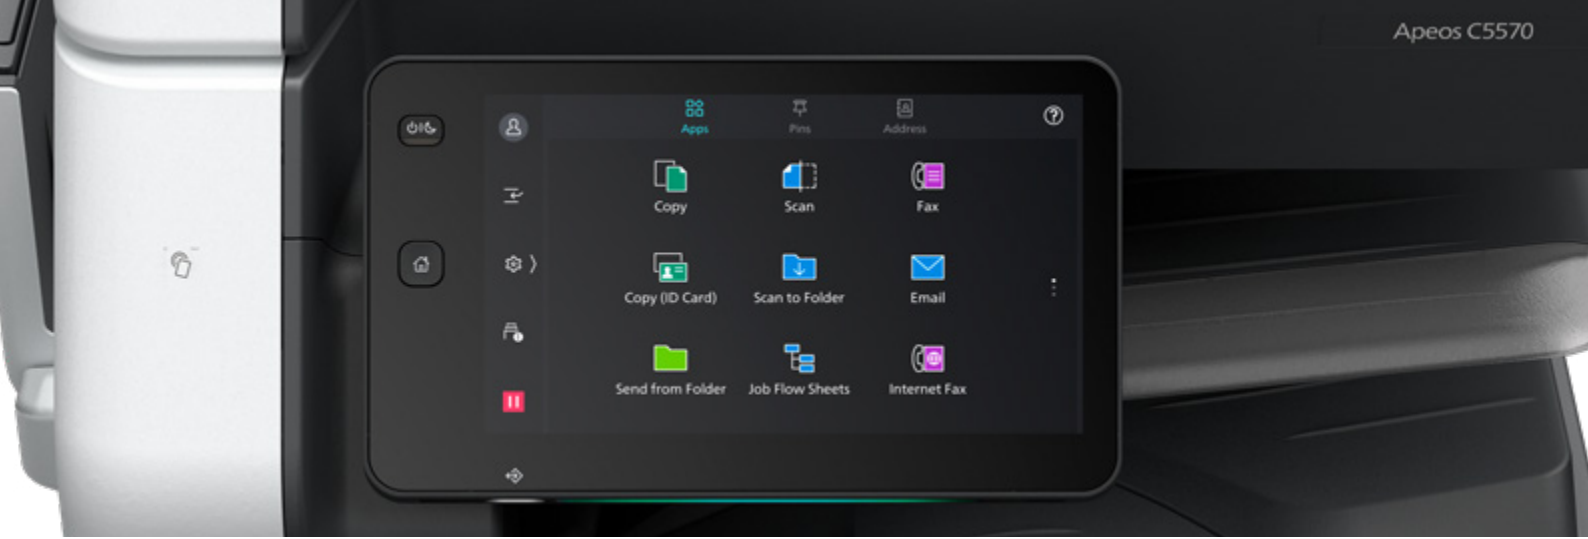 Apeos C5570
Apps
Pins
Address
Copy
Scan
Fax
Copy (ID Card)
Scan to Folder
Email
Send from Folder
Job Flow Sheets
Internet Fax